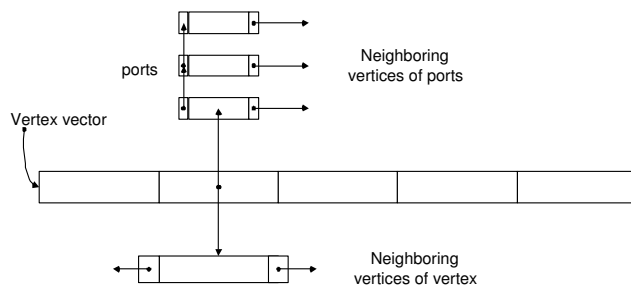 Neighboring
vertices of ports
ports
Vertex vector
Neighboring
vertices of vertex